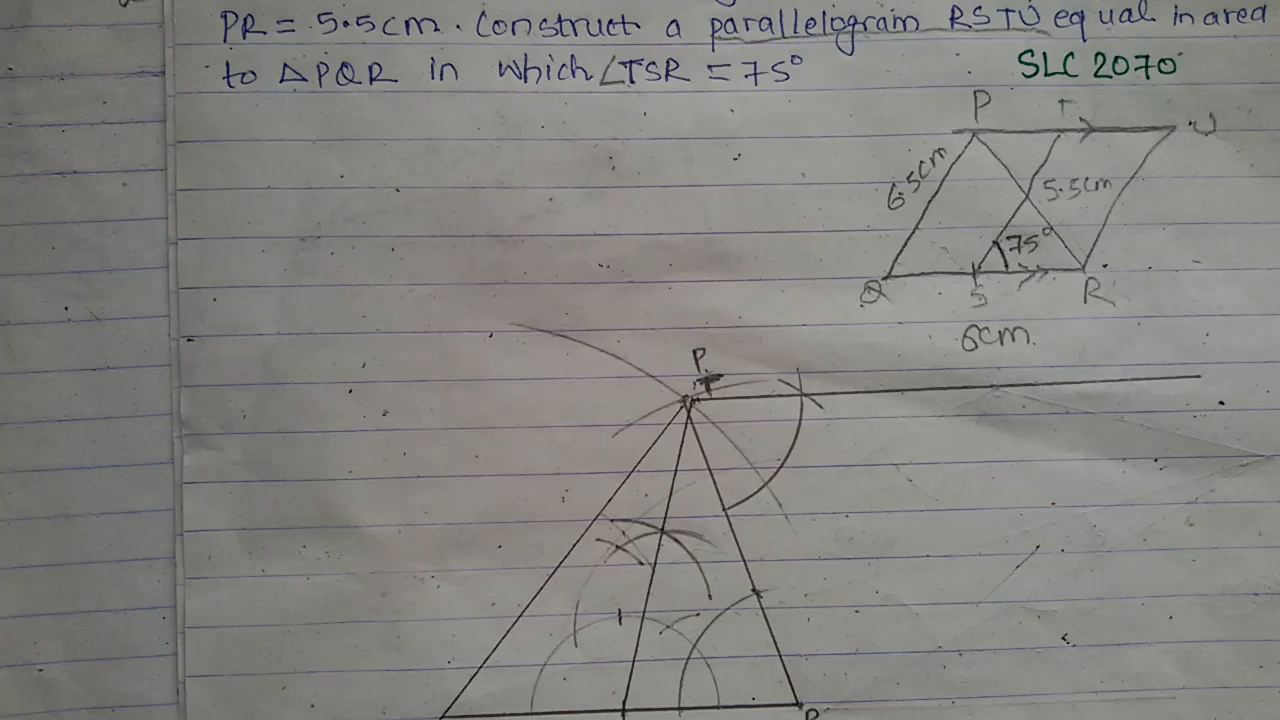 PR = 5.5cm. Construct a parallelogram RSTU equal in area
to △PQR in which ∠TSR = 75°
SLC 2070
P T U
6.5cm
5.5cm
75°
Q S R
6cm
P
R